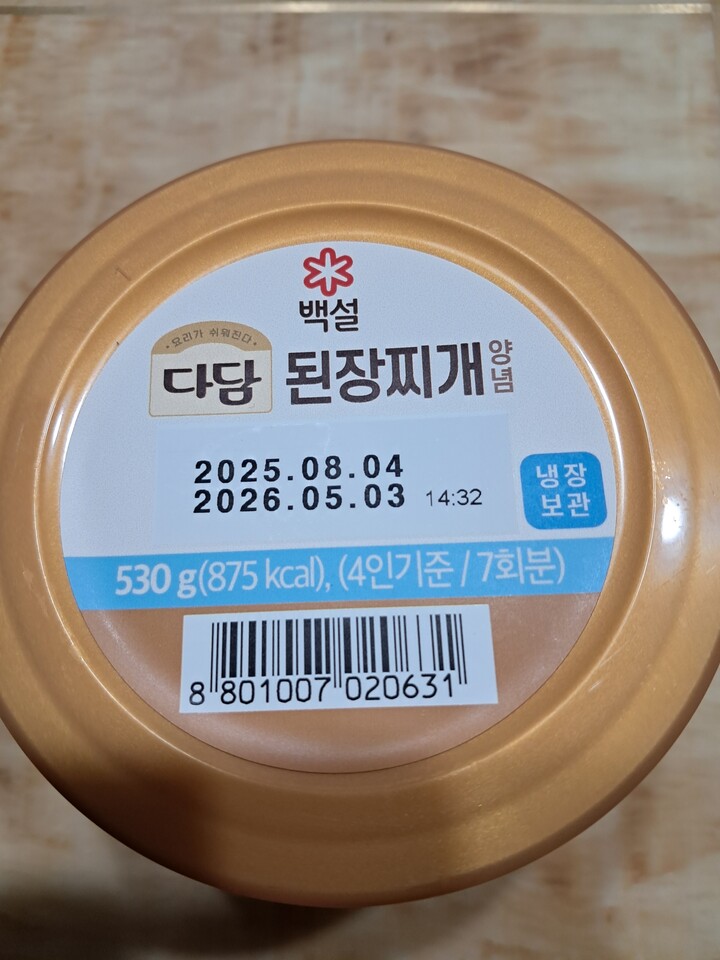 백설
· 요리가 쉬워진다 ·
다담 된장찌개 양념
2025.08.04
2026.05.03 14:32
냉장
보관
530 g(875 kcal), (4인기준 / 7회분)
8 801007 020631